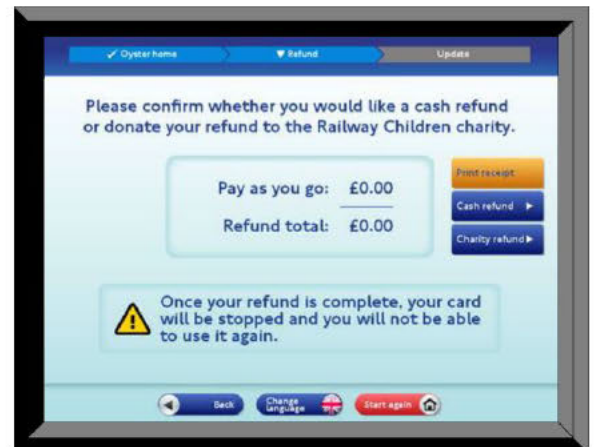 ✓ Oyster home ▼ Refund Update
Please confirm whether you would like a cash refund
or donate your refund to the Railway Children charity.
Pay as you go: £0.00
Refund total: £0.00
Print receipt
Cash refund ▶
Charity refund ▶
Once your refund is complete, your card
will be stopped and you will not be able
to use it again.
Back Change language Start again